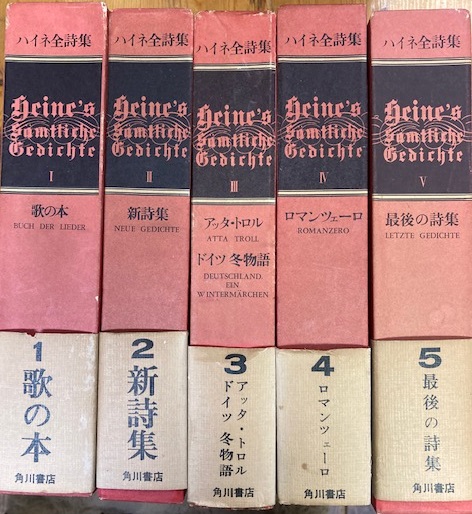 ハイネ全詩集
Heine's
Sämtliche
Gedichte
I
歌の本
BUCH DER LIEDER
1
歌の本
角川書店
ハイネ全詩集
Heine's
Sämtliche
Gedichte
II
新詩集
NEUE GEDICHTE
2
新詩集
角川書店
ハイネ全詩集
Heine's
Sämtliche
Gedichte
III
アッタ・トロル
ATTA TROLL
ドイツ 冬物語
DEUTSCHLAND.
EIN
WINTERMÄRCHEN
3
アッタ・トロル
ドイツ 冬物語
角川書店
ハイネ全詩集
Heine's
Sämtliche
Gedichte
IV
ロマンツェーロ
ROMANZERO
4
ロマンツェーロ
角川書店
ハイネ全詩集
Heine's
Sämtliche
Gedichte
V
最後の詩集
LETZTE GEDICHTE
5
最後の詩集
角川書店